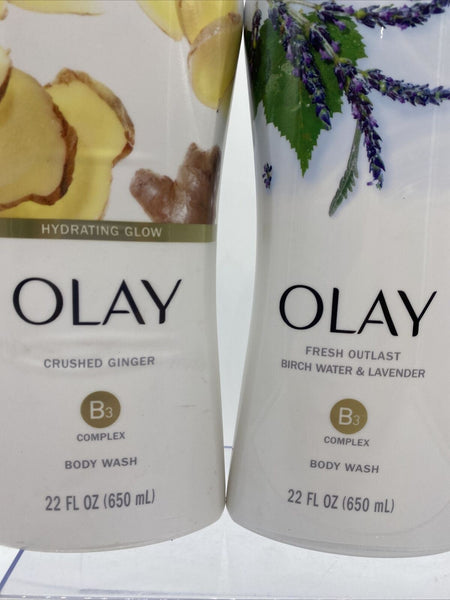 HYDRATING GLOW
OLAY
CRUSHED GINGER
B3
COMPLEX
BODY WASH
22 FL OZ (650 mL)
OLAY
FRESH OUTLAST
BIRCH WATER & LAVENDER
B3
COMPLEX
BODY WASH
22 FL OZ (650 mL)